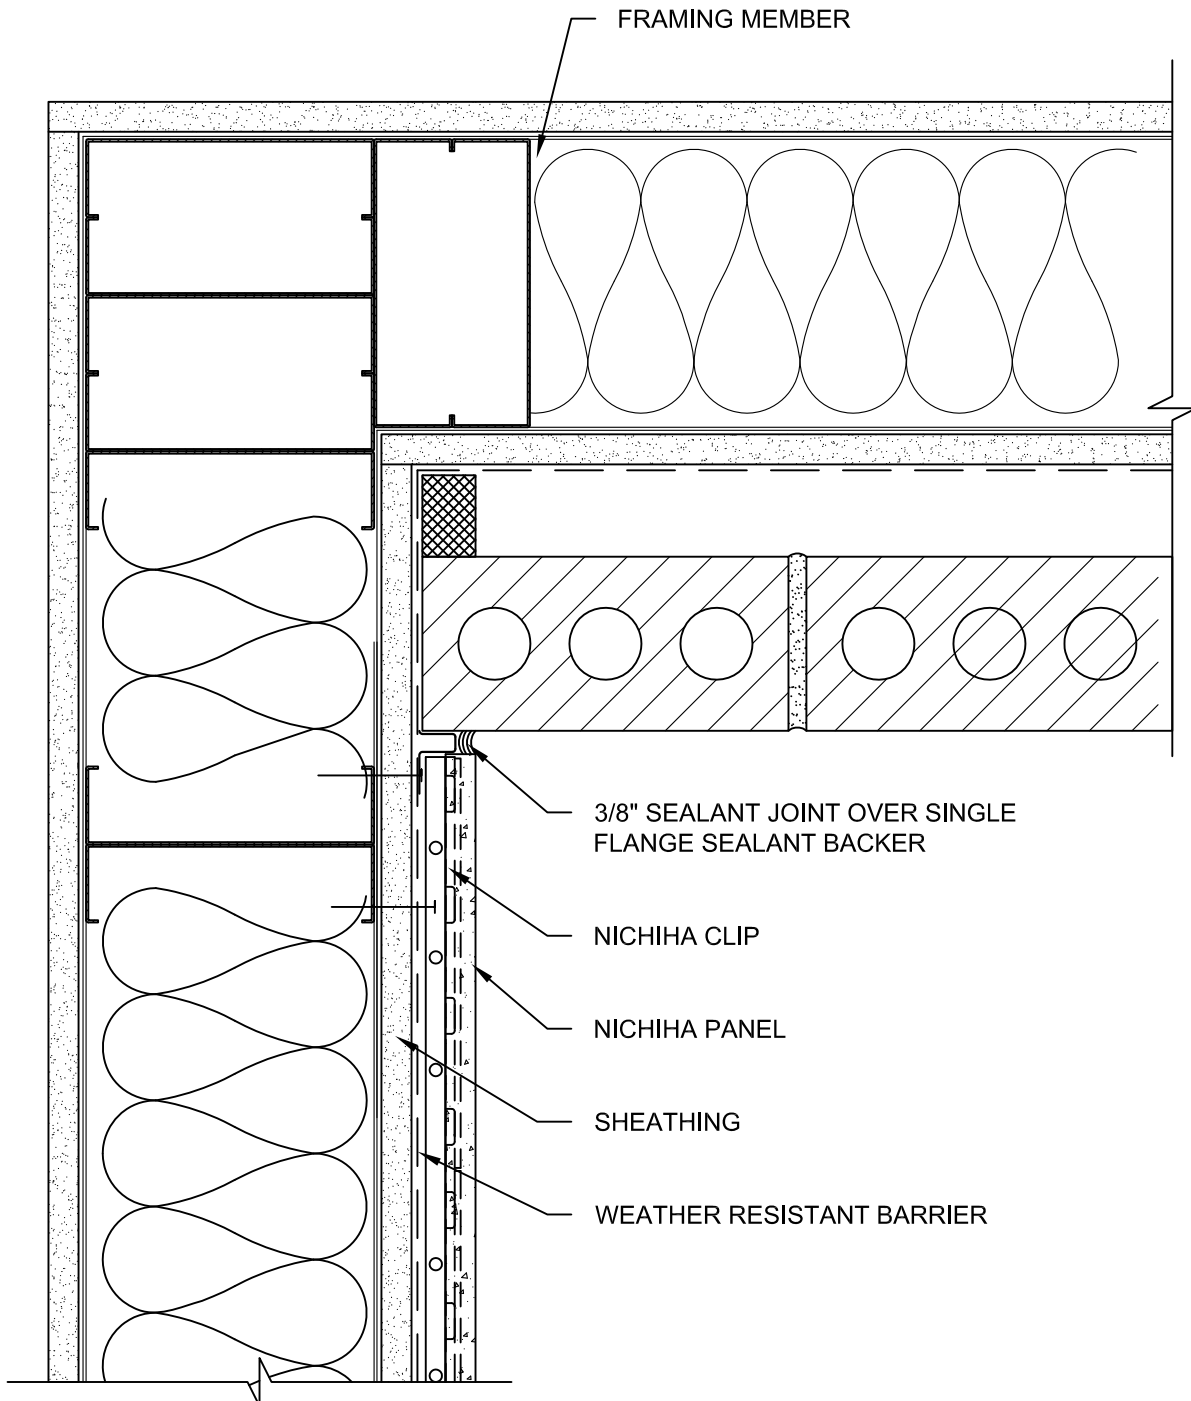 FRAMING MEMBER
3/8" SEALANT JOINT OVER SINGLE
FLANGE SEALANT BACKER
NICHIHA CLIP
NICHIHA PANEL
SHEATHING
WEATHER RESISTANT BARRIER